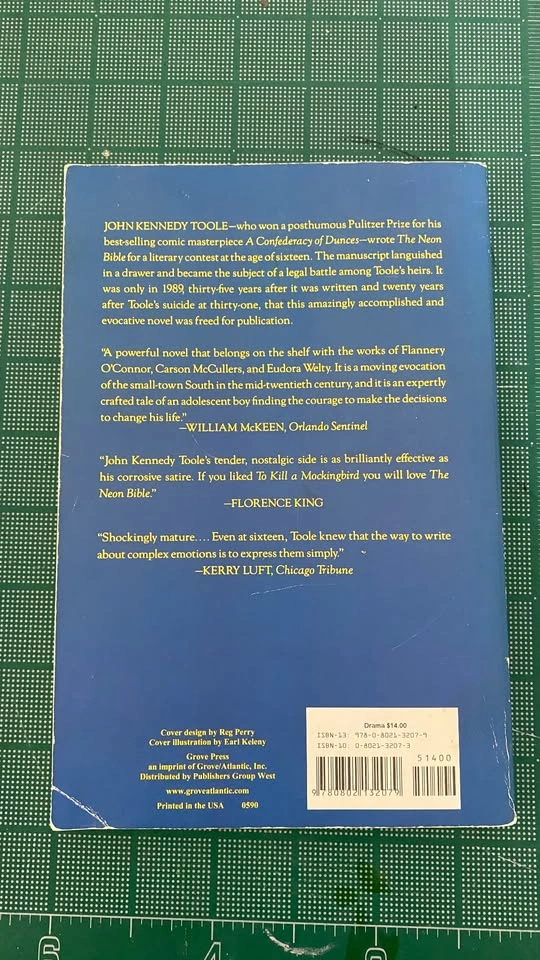 JOHN KENNEDY TOOLE—who won a posthumous Pulitzer Prize for his
best-selling comic masterpiece A Confederacy of Dunces—wrote The Neon
Bible for a literary contest at the age of sixteen. The manuscript languished
in a drawer and became the subject of a legal battle among Toole's heirs. It
was only in 1989, thirty-five years after it was written and twenty years
after Toole's suicide at thirty-one, that this amazingly accomplished and
evocative novel was freed for publication.
"A powerful novel that belongs on the shelf with the works of Flannery
O'Connor, Carson McCullers, and Eudora Welty. It is a moving evocation
of the small-town South in the mid-twentieth century, and it is an expertly
crafted tale of an adolescent boy finding the courage to make the decisions
to change his life."
—WILLIAM McKEEN, Orlando Sentinel
"John Kennedy Toole's tender, nostalgic side is as brilliantly effective as
his corrosive satire. If you liked To Kill a Mockingbird you will love The
Neon Bible."
—FLORENCE KING
"Shockingly mature.... Even at sixteen, Toole knew that the way to write
about complex emotions is to express them simply."
—KERRY LUFT, Chicago Tribune
Cover design by Reg Perry
Cover illustration by Earl Keleny
Grove Press
an imprint of Grove/Atlantic, Inc.
Distributed by Publishers Group West
www.groveatlantic.com
Printed in the USA 0590
Drama $14.00
ISBN-13: 978-0-8021-3207-9
ISBN-10: 0-8021-3207-3
51400
9 780802 132079
6 4